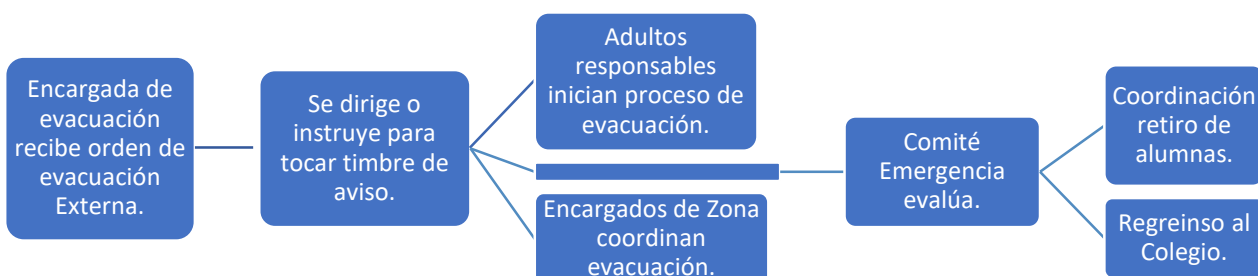 Encargada de
evacuación
recibe orden de
evacuación
Externa.
Se dirige o
instruye para
tocar timbre de
aviso.
Adultos
responsables
inician proceso de
evacuación.
Encargados de Zona
coordinan
evacuación.
Comité
Emergencia
evalúa.
Coordinación
retiro de
alumnas.
Regreinso al
Colegio.